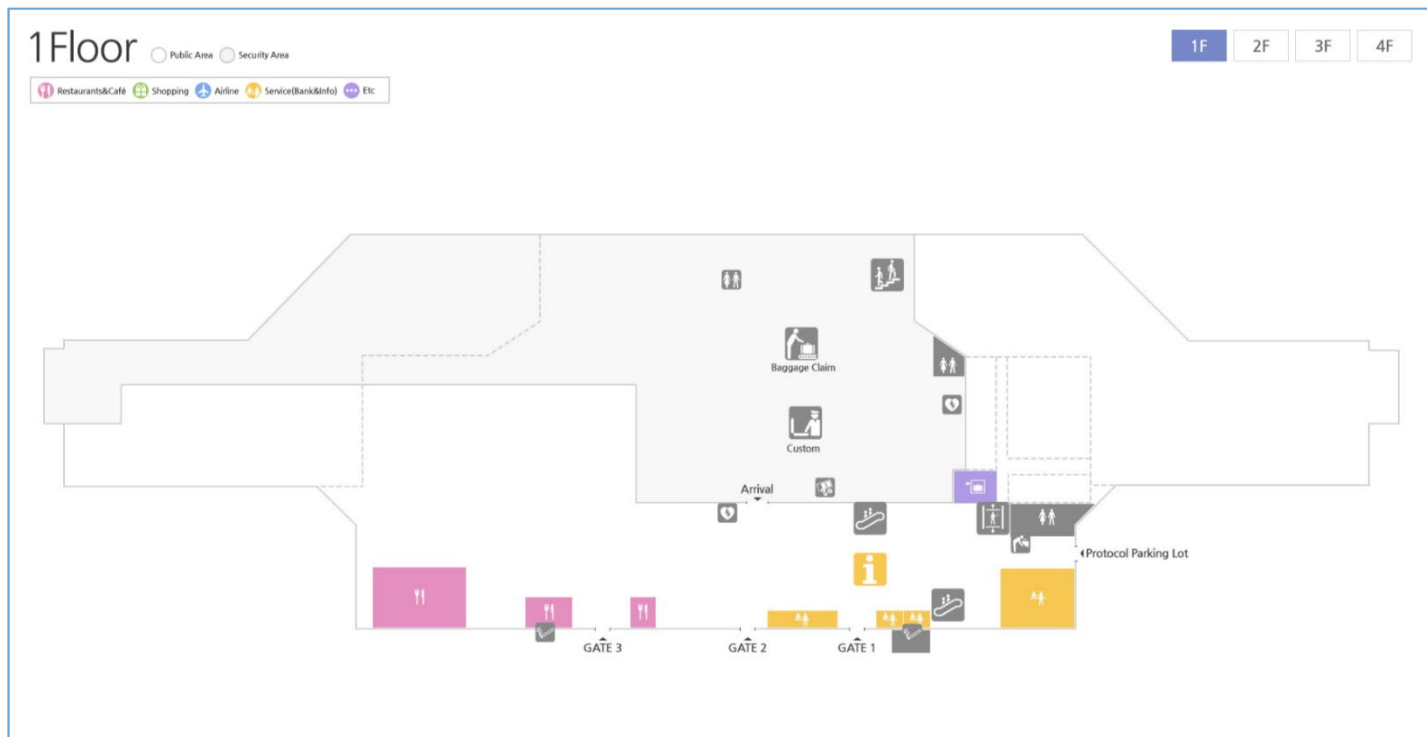 1Floor
Public Area
Security Area
1F
2F
3F
4F
Restaurants&Café
Shopping
Airline
Service(Bank&Info)
Etc
Baggage Claim
Custom
Arrival
Protocol Parking Lot
GATE 3
GATE 2
GATE 1